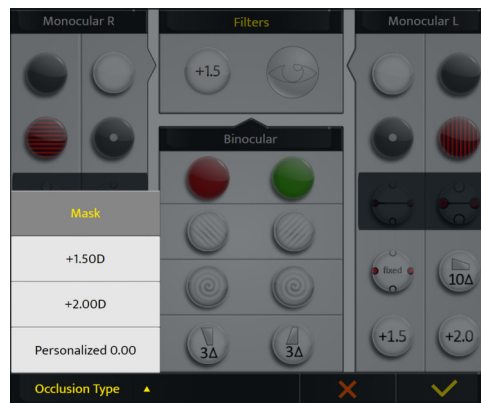 Monocular R
Filters
Monocular L
+1.5
Binocular
Mask
+1.50D
+2.00D
Personalized 0.00
fixed
10Δ
3Δ
3Δ
+1.5
+2.0
Occlusion Type